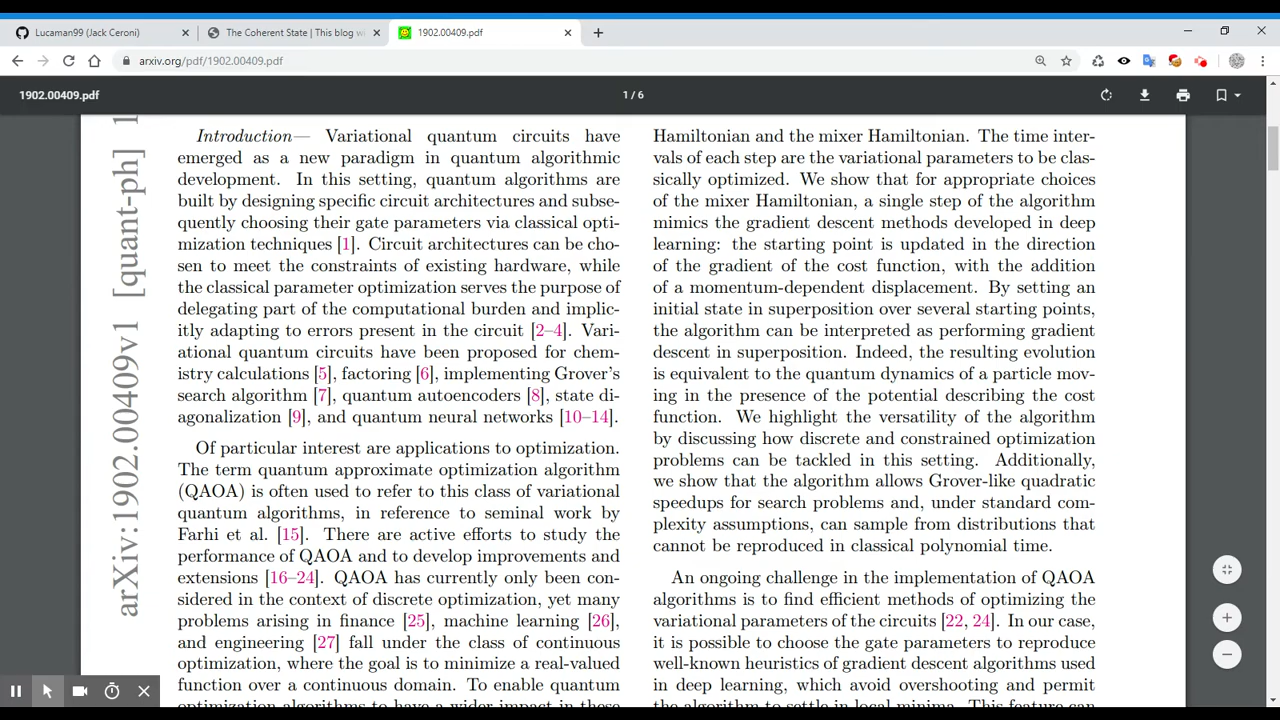 Lucaman99 (Jack Ceroni)
The Coherent State | This blog wi
1902.00409.pdf
arxiv.org/pdf/1902.00409.pdf
1902.00409.pdf
1 / 6
arXiv:1902.00409v1 [quant-ph] 1
Introduction— Variational quantum circuits have
emerged as a new paradigm in quantum algorithmic
development. In this setting, quantum algorithms are
built by designing specific circuit architectures and subse-
quently choosing their gate parameters via classical opti-
mization techniques [1]. Circuit architectures can be cho-
sen to meet the constraints of existing hardware, while
the classical parameter optimization serves the purpose of
delegating part of the computational burden and implic-
itly adapting to errors present in the circuit [2–4]. Vari-
ational quantum circuits have been proposed for chem-
istry calculations [5], factoring [6], implementing Grover's
search algorithm [7], quantum autoencoders [8], state di-
agonalization [9], and quantum neural networks [10–14].
Of particular interest are applications to optimization.
The term quantum approximate optimization algorithm
(QAOA) is often used to refer to this class of variational
quantum algorithms, in reference to seminal work by
Farhi et al. [15]. There are active efforts to study the
performance of QAOA and to develop improvements and
extensions [16–24]. QAOA has currently only been con-
sidered in the context of discrete optimization, yet many
problems arising in finance [25], machine learning [26],
and engineering [27] fall under the class of continuous
optimization, where the goal is to minimize a real-valued
function over a continuous domain. To enable quantum
optimization algorithms to have a wider impact in these
Hamiltonian and the mixer Hamiltonian. The time inter-
vals of each step are the variational parameters to be clas-
sically optimized. We show that for appropriate choices
of the mixer Hamiltonian, a single step of the algorithm
mimics the gradient descent methods developed in deep
learning: the starting point is updated in the direction
of the gradient of the cost function, with the addition
of a momentum-dependent displacement. By setting an
initial state in superposition over several starting points,
the algorithm can be interpreted as performing gradient
descent in superposition. Indeed, the resulting evolution
is equivalent to the quantum dynamics of a particle mov-
ing in the presence of the potential describing the cost
function. We highlight the versatility of the algorithm
by discussing how discrete and constrained optimization
problems can be tackled in this setting. Additionally,
we show that the algorithm allows Grover-like quadratic
speedups for search problems and, under standard com-
plexity assumptions, can sample from distributions that
cannot be reproduced in classical polynomial time.
An ongoing challenge in the implementation of QAOA
algorithms is to find efficient methods of optimizing the
variational parameters of the circuits [22, 24]. In our case,
it is possible to choose the gate parameters to reproduce
well-known heuristics of gradient descent algorithms used
in deep learning, which avoid overshooting and permit
the algorithm to settle in local minima. This feature can